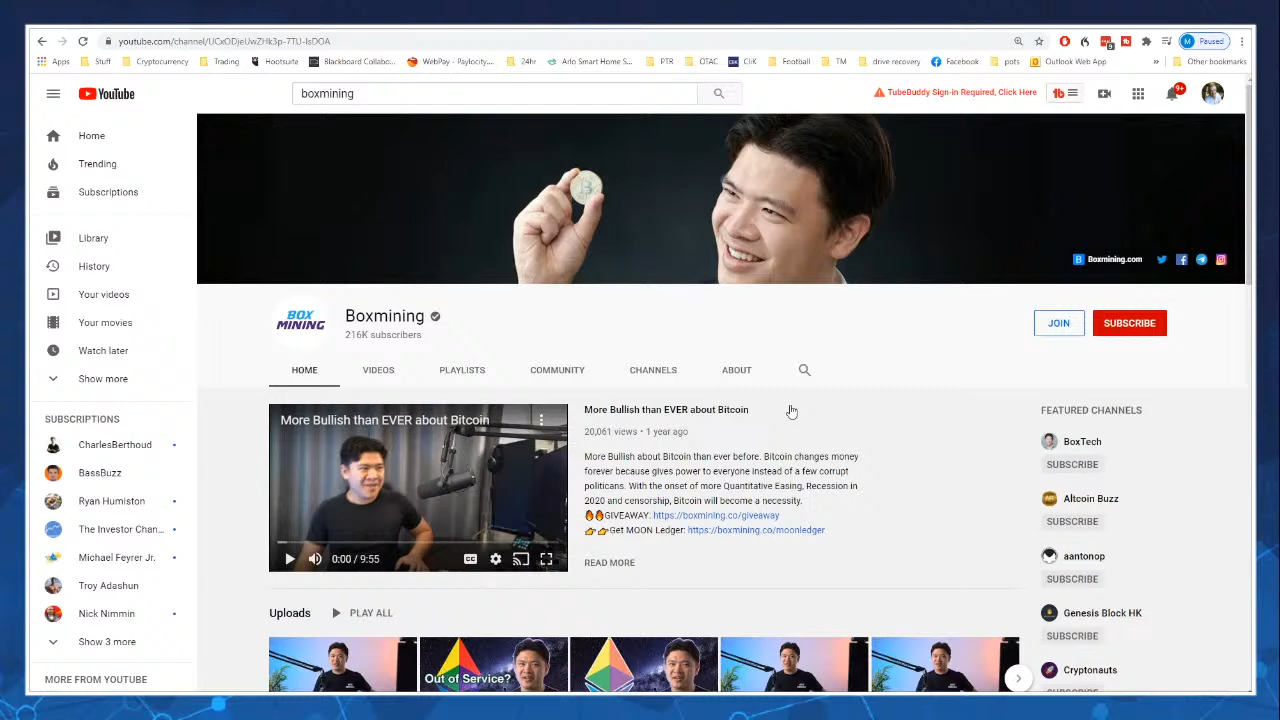 youtube.com/channel/UCxODjeUwZHk3p-7TU-IsDOA
Paused
Apps
Stuff
Cryptocurrency
Trading
Hootsuite
Blackboard Collabo...
WebPay - Paylocity...
24hr
Arlo Smart Home S...
PTR
OTAC
CliK
Football
TM
drive recovery
Facebook
pots
Outlook Web App
»
Other bookmarks
YouTube
boxmining
TubeBuddy Sign-in Required, Click Here
tb
9+
Home
Trending
Subscriptions
Library
History
Your videos
Your movies
Watch later
Show more
SUBSCRIPTIONS
CharlesBerthoud
BassBuzz
Ryan Humiston
The Investor Chan...
Michael Feyrer Jr.
Troy Adashun
Nick Nimmin
Show 3 more
MORE FROM YOUTUBE
Boxmining.com
BOX
MINING
Boxmining
216K subscribers
JOIN
SUBSCRIBE
HOME
VIDEOS
PLAYLISTS
COMMUNITY
CHANNELS
ABOUT
More Bullish than EVER about Bitcoin
0:00 / 9:55
CC
More Bullish than EVER about Bitcoin
20,061 views • 1 year ago
More Bullish about Bitcoin than ever before. Bitcoin changes money
forever because gives power to everyone instead of a few corrupt
politicans. With the onset of more Quantitative Easing, Recession in
2020 and censorship, Bitcoin will become a necessity.
🔥🔥GIVEAWAY: https://boxmining.co/giveaway
👉👉Get MOON Ledger: https://boxmining.co/moonledger
READ MORE
FEATURED CHANNELS
BoxTech
SUBSCRIBE
Altcoin Buzz
SUBSCRIBE
aantonop
SUBSCRIBE
Genesis Block HK
SUBSCRIBE
Cryptonauts
Uploads
PLAY ALL
Out of Service?